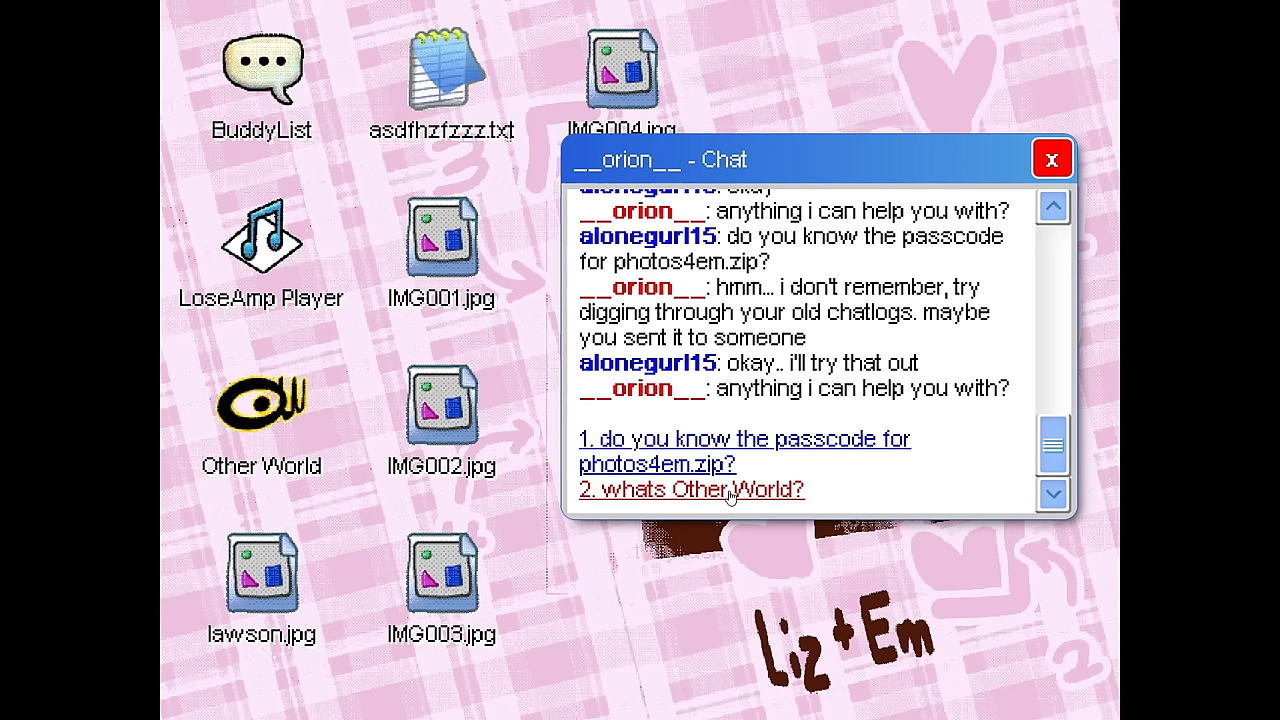 BuddyList
asdfhzfzzz.txt
IMG004.jpg
LoseAmp Player
IMG001.jpg
Other World
IMG002.jpg
lawson.jpg
IMG003.jpg
__orion__ - Chat
x
alonegurl15: okay
__orion__: anything i can help you with?
alonegurl15: do you know the passcode
for photos4em.zip?
__orion__: hmm... i don't remember, try
digging through your old chatlogs. maybe
you sent it to someone
alonegurl15: okay.. i'll try that out
__orion__: anything i can help you with?
1. do you know the passcode for
photos4em.zip?
2. whats Other World?
3
2
Liz + Em